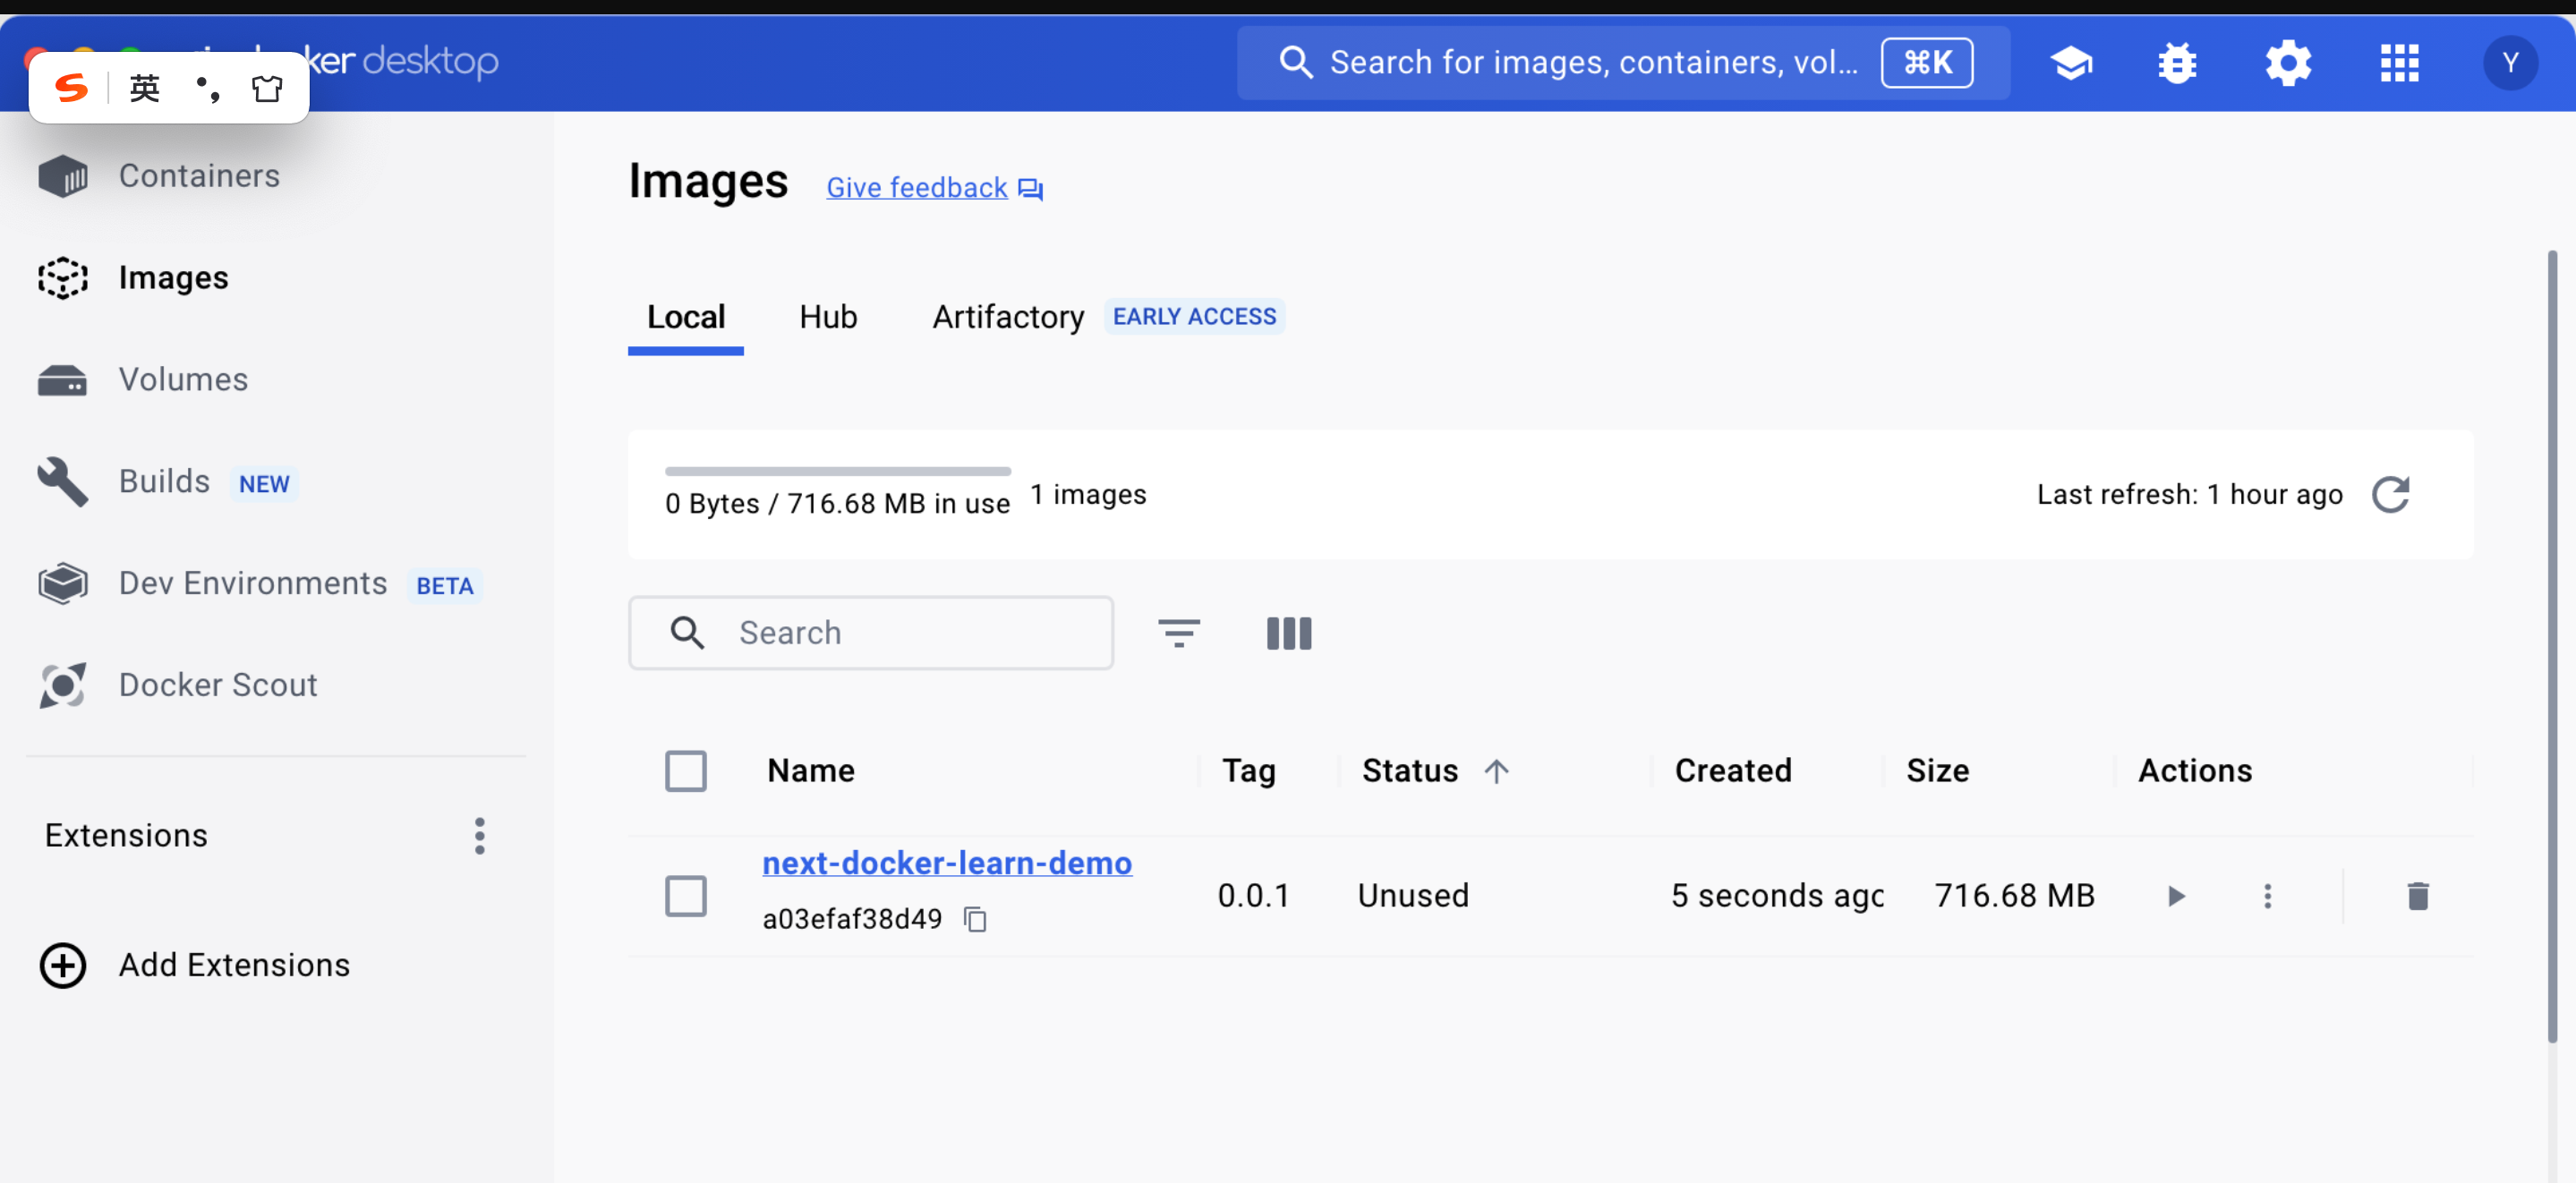 ker desktop
Search for images, containers, vol... ⌘K
Y
英
Containers
Images
Volumes
Builds NEW
Dev Environments BETA
Docker Scout
Extensions
Add Extensions
Images Give feedback
Local Hub Artifactory EARLY ACCESS
0 Bytes / 716.68 MB in use 1 images
Last refresh: 1 hour ago
Search
Name Tag Status Created Size Actions
next-docker-learn-demo
a03efaf38d49
0.0.1 Unused 5 seconds ago 716.68 MB